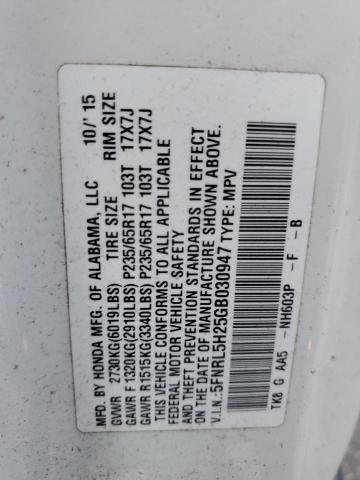 MFD. BY HONDA MFG. OF ALABAMA, LLC 10/'15
GVWR 2730KG(6019LBS) TIRE SIZE RIM SIZE
GAWR F1320KG(2910LBS) P235/65R17 103T 17X7J
GAWR R1515KG(3340LBS) P235/65R17 103T 17X7J
THIS VEHICLE CONFORMS TO ALL APPLICABLE
FEDERAL MOTOR VEHICLE SAFETY
AND THEFT PREVENTION STANDARDS IN EFFECT
ON THE DATE OF MANUFACTURE SHOWN ABOVE.
V.I.N.: 5FNRL5H25GB030947 TYPE: MPV
TK8 G AA5 -NH603P -F -B